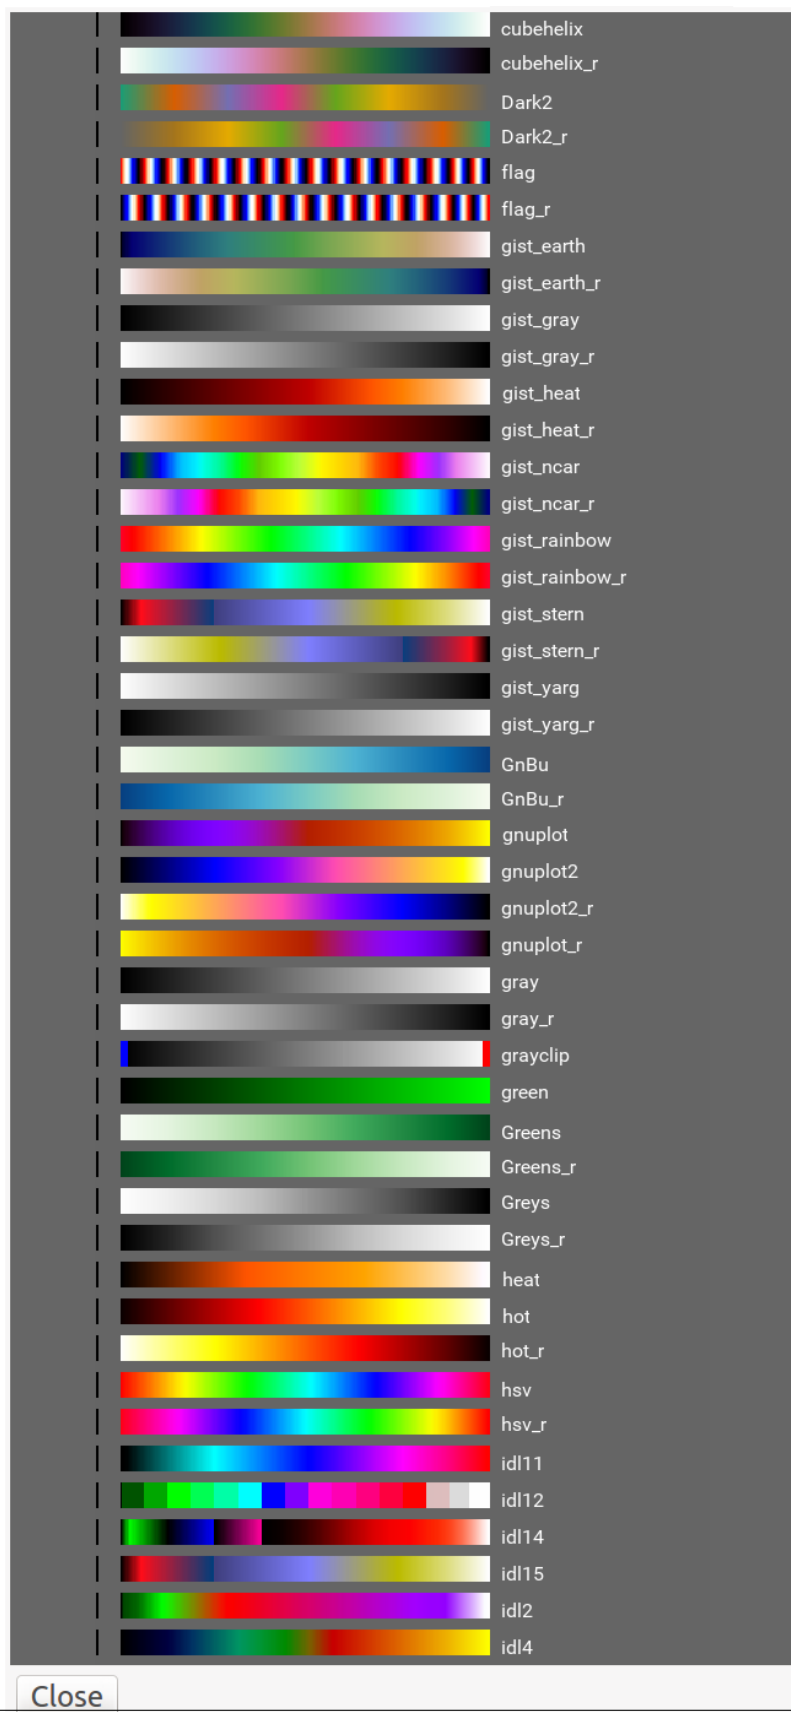 cubehelix
cubehelix_r
Dark2
Dark2_r
flag
flag_r
gist_earth
gist_earth_r
gist_gray
gist_gray_r
gist_heat
gist_heat_r
gist_ncar
gist_ncar_r
gist_rainbow
gist_rainbow_r
gist_stern
gist_stern_r
gist_yarg
gist_yarg_r
GnBu
GnBu_r
gnuplot
gnuplot2
gnuplot2_r
gnuplot_r
gray
gray_r
grayclip
green
Greens
Greens_r
Greys
Greys_r
heat
hot
hot_r
hsv
hsv_r
idl11
idl12
idl14
idl15
idl2
idl4
Close